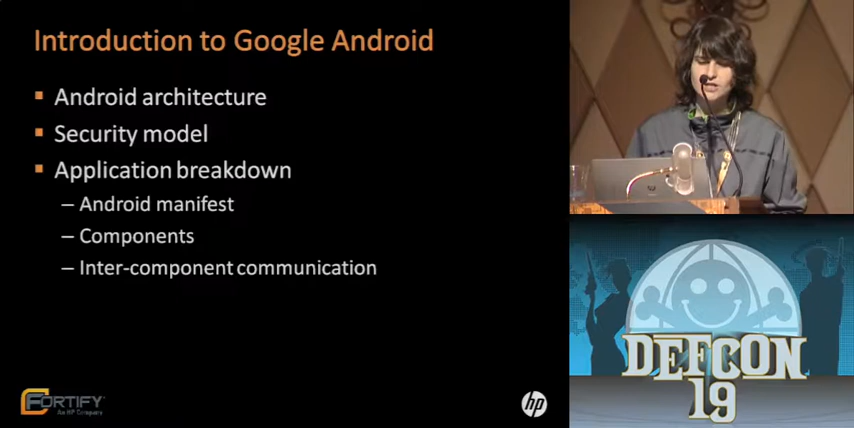 Introduction to Google Android
Android architecture
Security model
Application breakdown
– Android manifest
– Components
– Inter-component communication
FORTIFY
An HP Company
hp
DEFCON
19